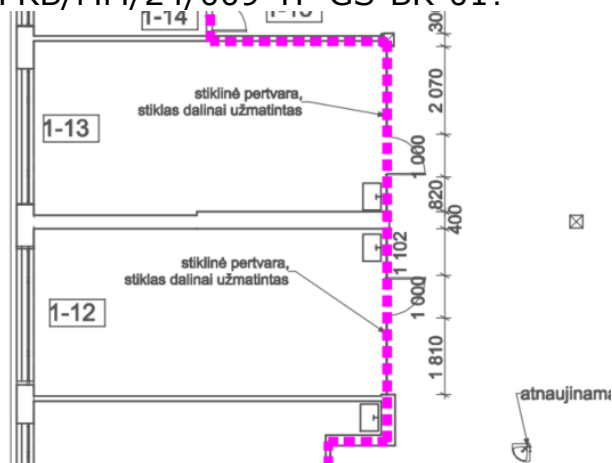 1-14
30
stiklinė pertvara,
stiklas dalinai užmatintas
2 070
1-13
1 000
820
400
1 102
stiklinė pertvara,
stiklas dalinai užmatintas
1 000
1-12
1 810